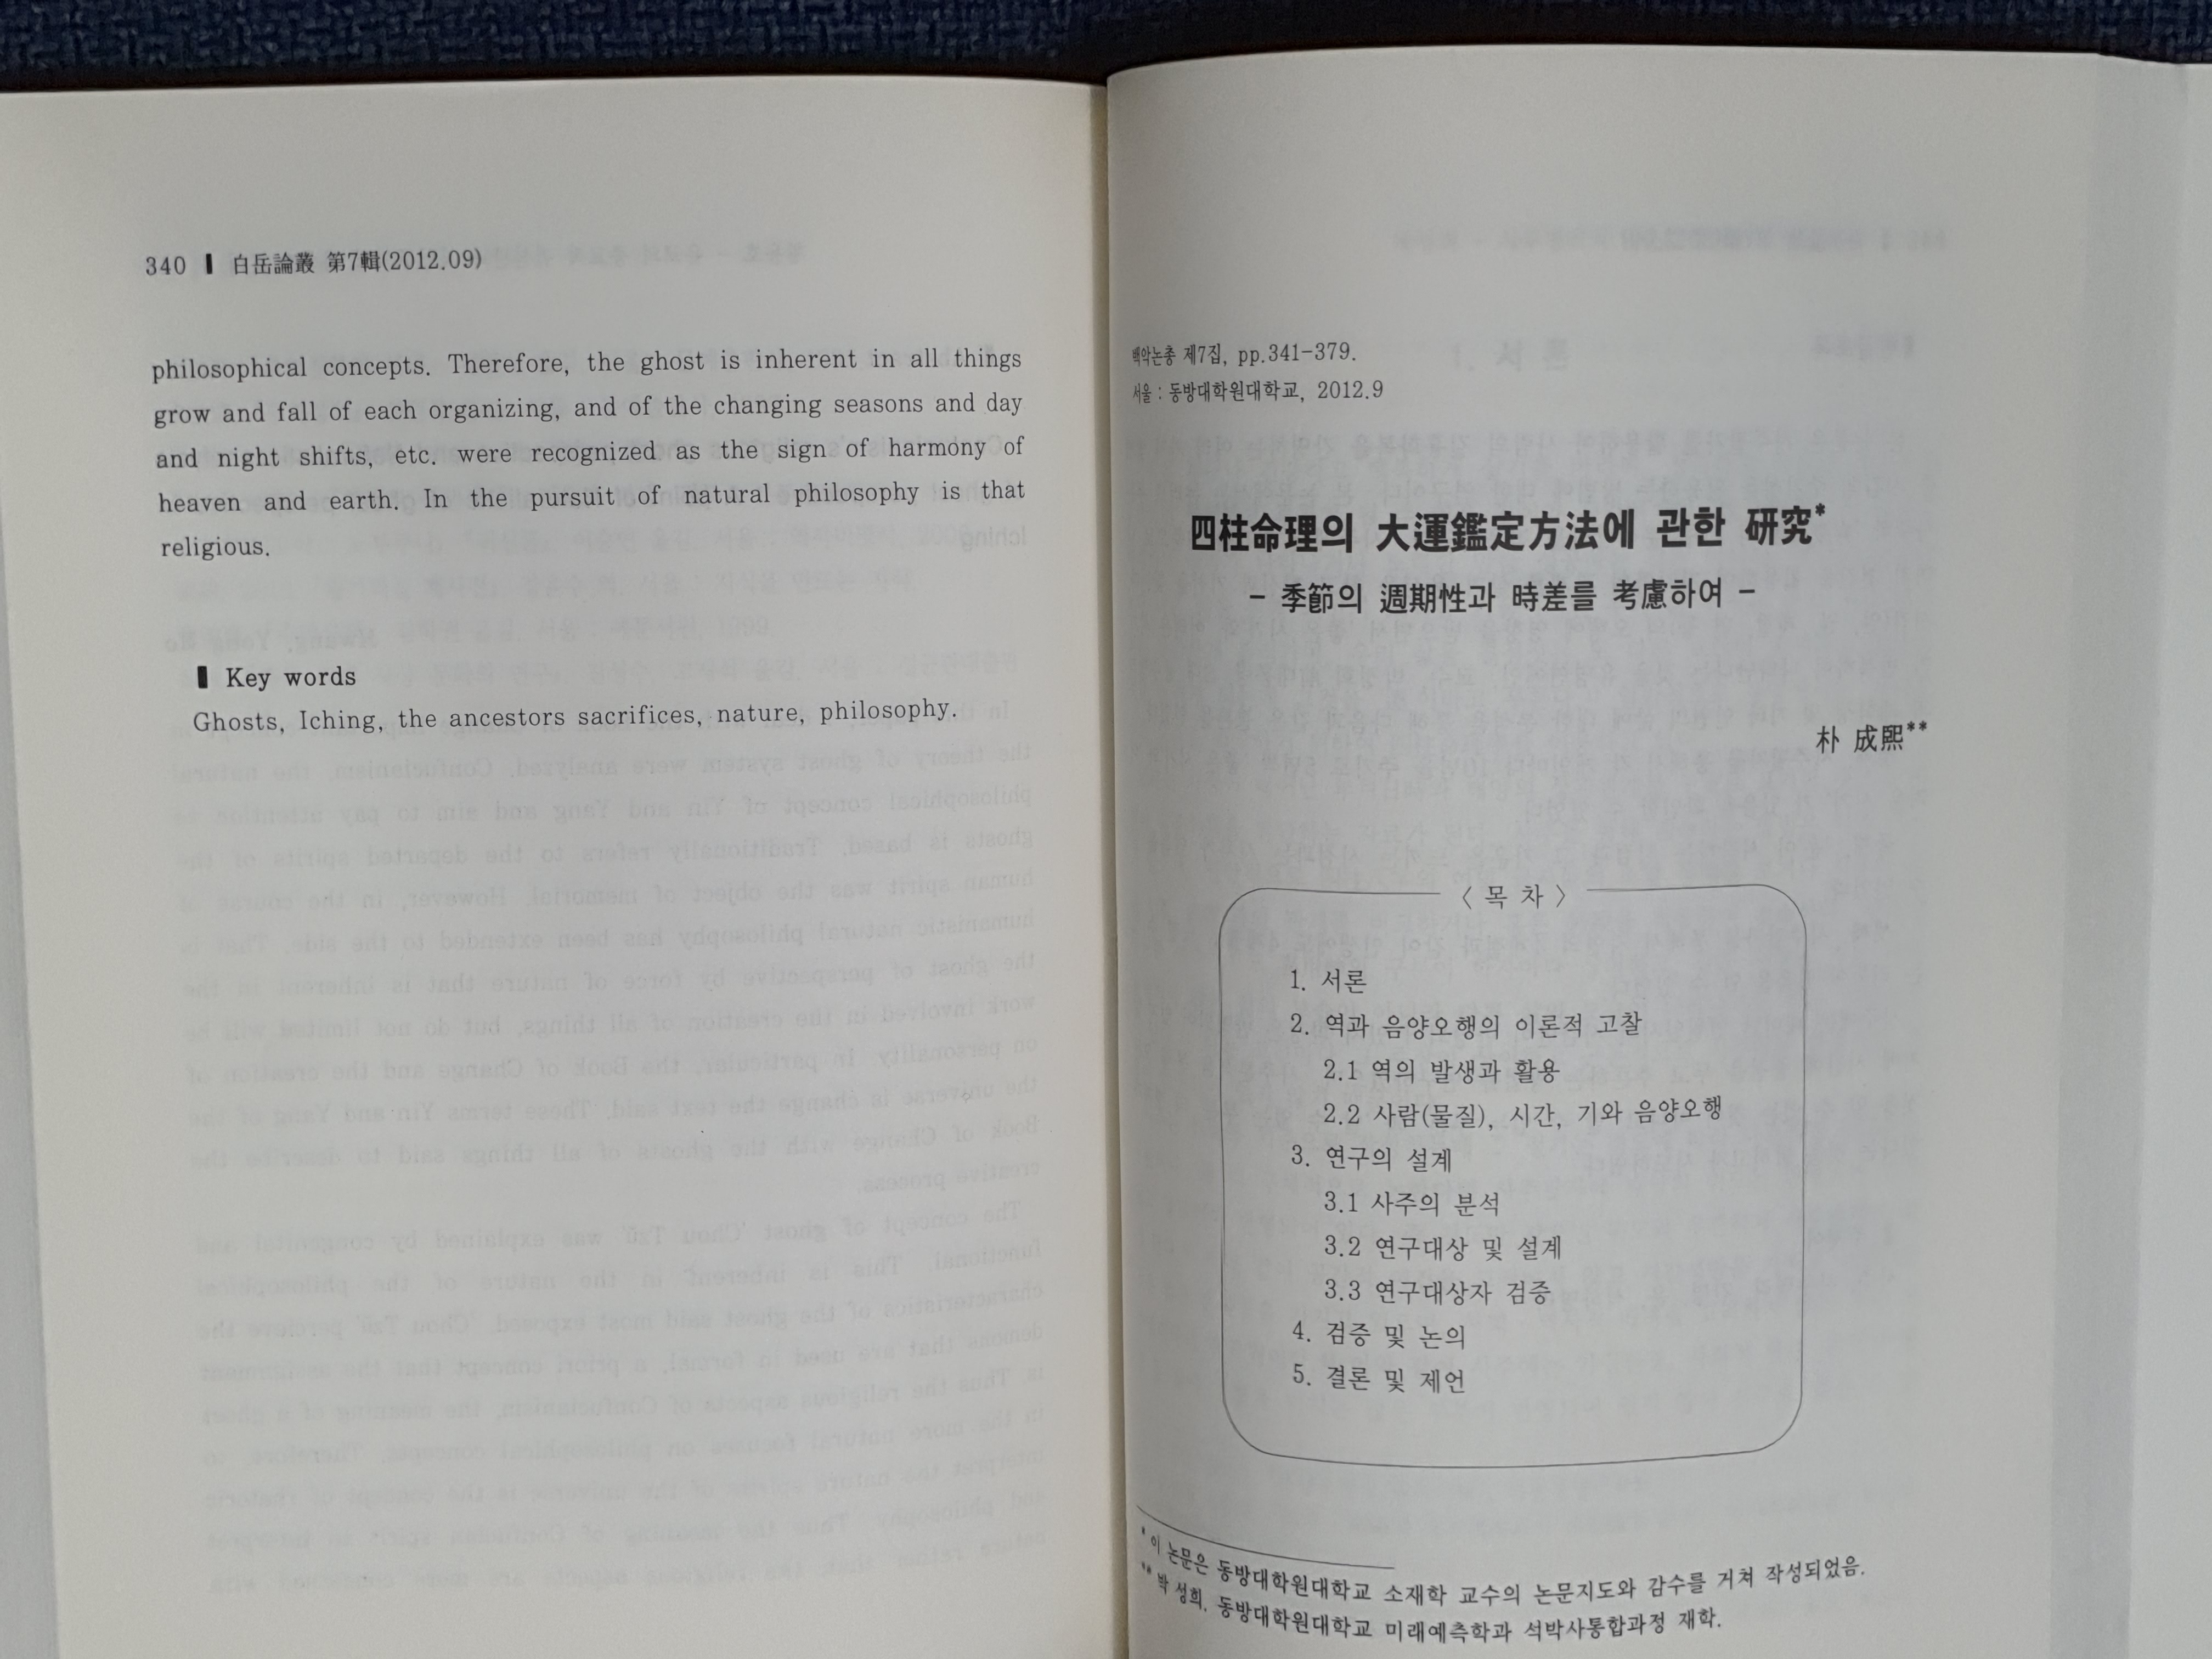 340 ▌ 白岳論叢 第7輯(2012.09)
philosophical concepts. Therefore, the ghost is inherent in all things
grow and fall of each organizing, and of the changing seasons and day
and night shifts, etc. were recognized as the sign of harmony of
heaven and earth. In the pursuit of natural philosophy is that
religious.
▌ Key words
Ghosts, Iching, the ancestors sacrifices, nature, philosophy.
백악논총 제7집, pp.341-379.
서울 : 동방대학원대학교, 2012.9
四柱命理의 大運鑑定方法에 관한 研究*
- 季節의 週期性과 時差를 考慮하여 -
朴 成熙**
〈 목 차 〉
1. 서론
2. 역과 음양오행의 이론적 고찰
2.1 역의 발생과 활용
2.2 사람(물질), 시간, 기와 음양오행
3. 연구의 설계
3.1 사주의 분석
3.2 연구대상 및 설계
3.3 연구대상자 검증
4. 검증 및 논의
5. 결론 및 제언
* 이 논문은 동방대학원대학교 소재학 교수의 논문지도와 감수를 거쳐 작성되었음.
** 박성희. 동방대학원대학교 미래예측학과 석박사통합과정 재학.